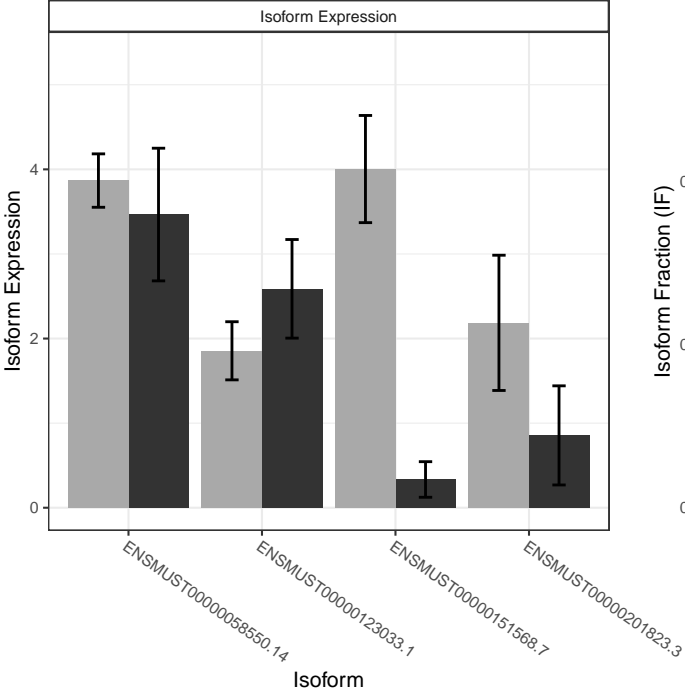 Isoform Expression
Isoform Expression
4
2
0
ENSMUST00000058550.14
ENSMUST00000123033.1
ENSMUST00000151568.7
ENSMUST00000201823.3
Isoform
Isoform Fraction (IF)